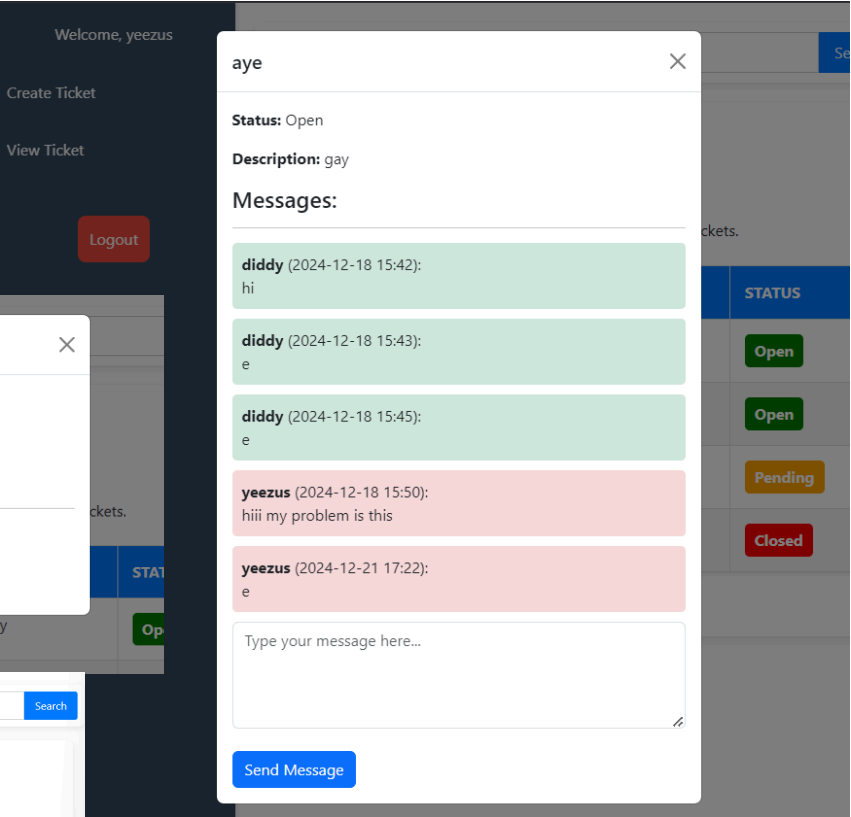 Welcome, yeezus
Create Ticket
View Ticket
Logout
aye
Status: Open
Description: gay
Messages:
diddy (2024-12-18 15:42):
hi
diddy (2024-12-18 15:43):
e
diddy (2024-12-18 15:45):
e
yeezus (2024-12-18 15:50):
hiii my problem is this
yeezus (2024-12-21 17:22):
e
Type your message here...
Send Message
Se
ckets.
STATUS
Open
Open
Pending
Closed
ckets.
STAT
y
Op
Search